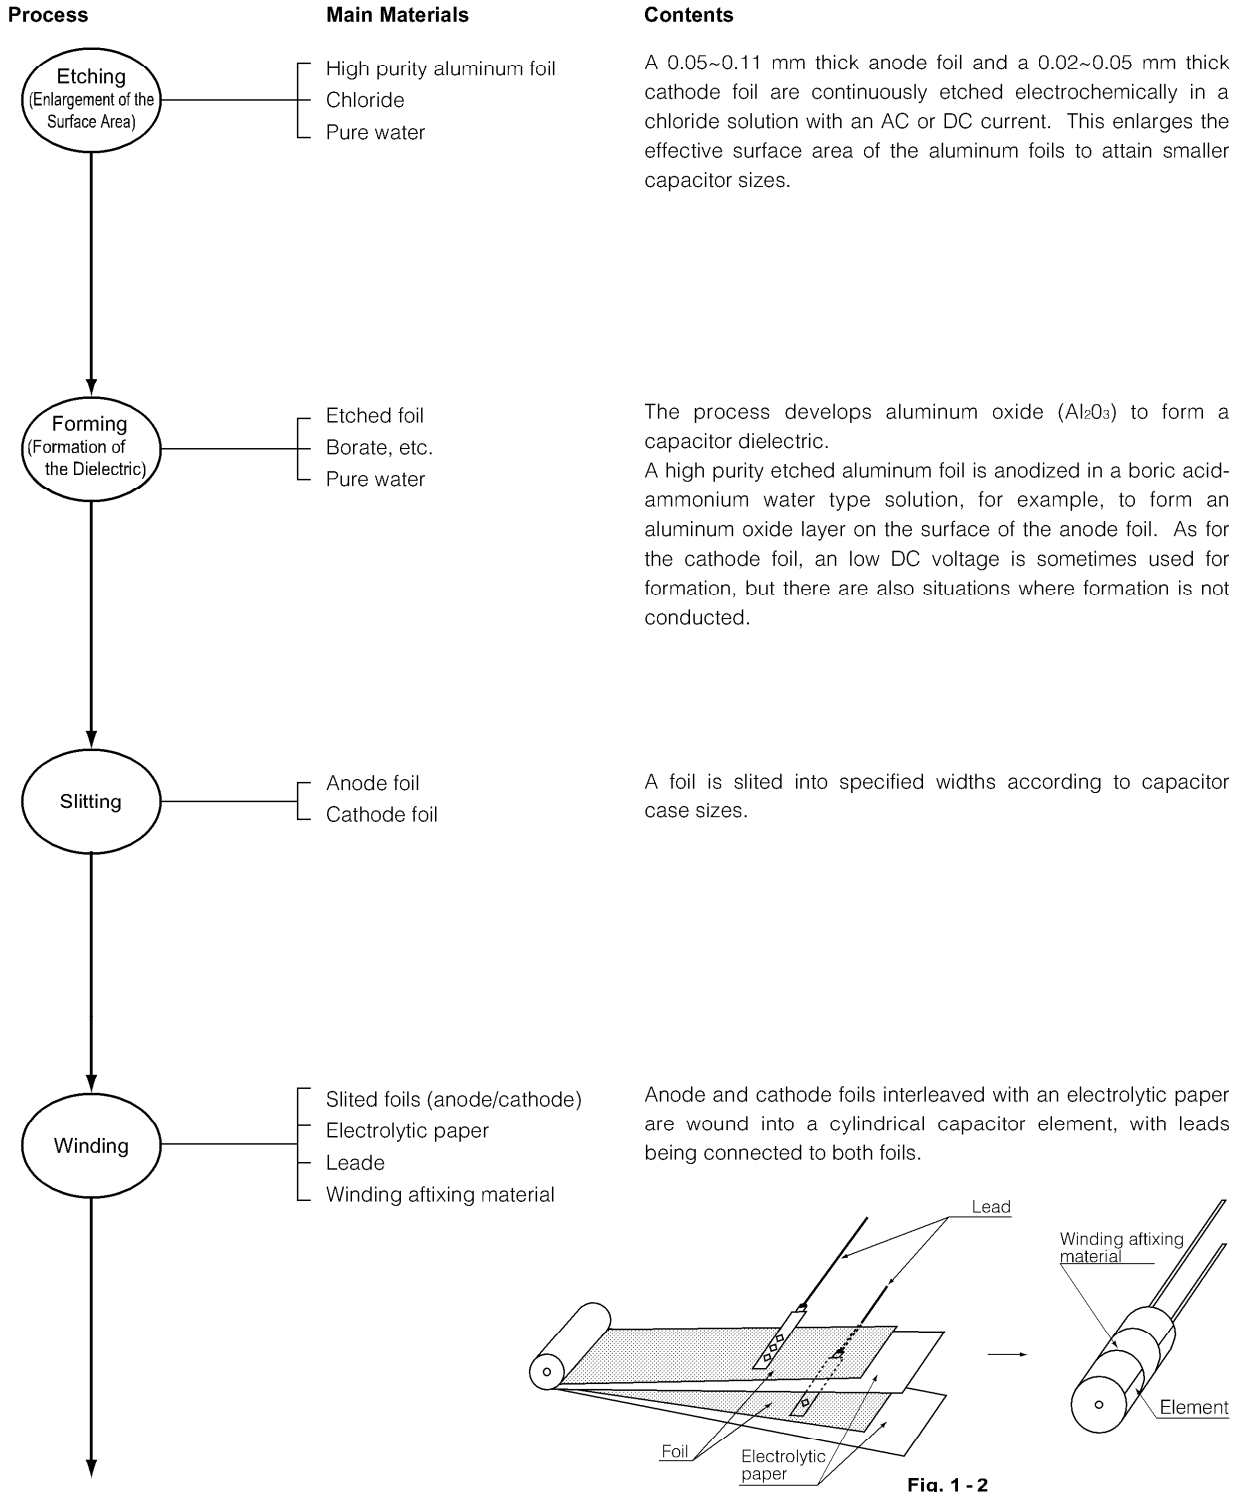 Process
Main Materials
Contents
Etching
(Enlargement of the
Surface Area)
High purity aluminum foil
Chloride
Pure water
A 0.05~0.11 mm thick anode foil and a 0.02~0.05 mm thick
cathode foil are continuously etched electrochemically in a
chloride solution with an AC or DC current. This enlarges the
effective surface area of the aluminum foils to attain smaller
capacitor sizes.
Forming
(Formation of
the Dielectric)
Etched foil
Borate, etc.
Pure water
The process develops aluminum oxide (Al₂0₃) to form a
capacitor dielectric.
A high purity etched aluminum foil is anodized in a boric acid-
ammonium water type solution, for example, to form an
aluminum oxide layer on the surface of the anode foil. As for
the cathode foil, an low DC voltage is sometimes used for
formation, but there are also situations where formation is not
conducted.
Slitting
Anode foil
Cathode foil
A foil is slited into specified widths according to capacitor
case sizes.
Winding
Slited foils (anode/cathode)
Electrolytic paper
Leade
Winding aftixing material
Anode and cathode foils interleaved with an electrolytic paper
are wound into a cylindrical capacitor element, with leads
being connected to both foils.
Lead
Winding aftixing
material
Element
Foil
Electrolytic
paper
Fig. 1 - 2